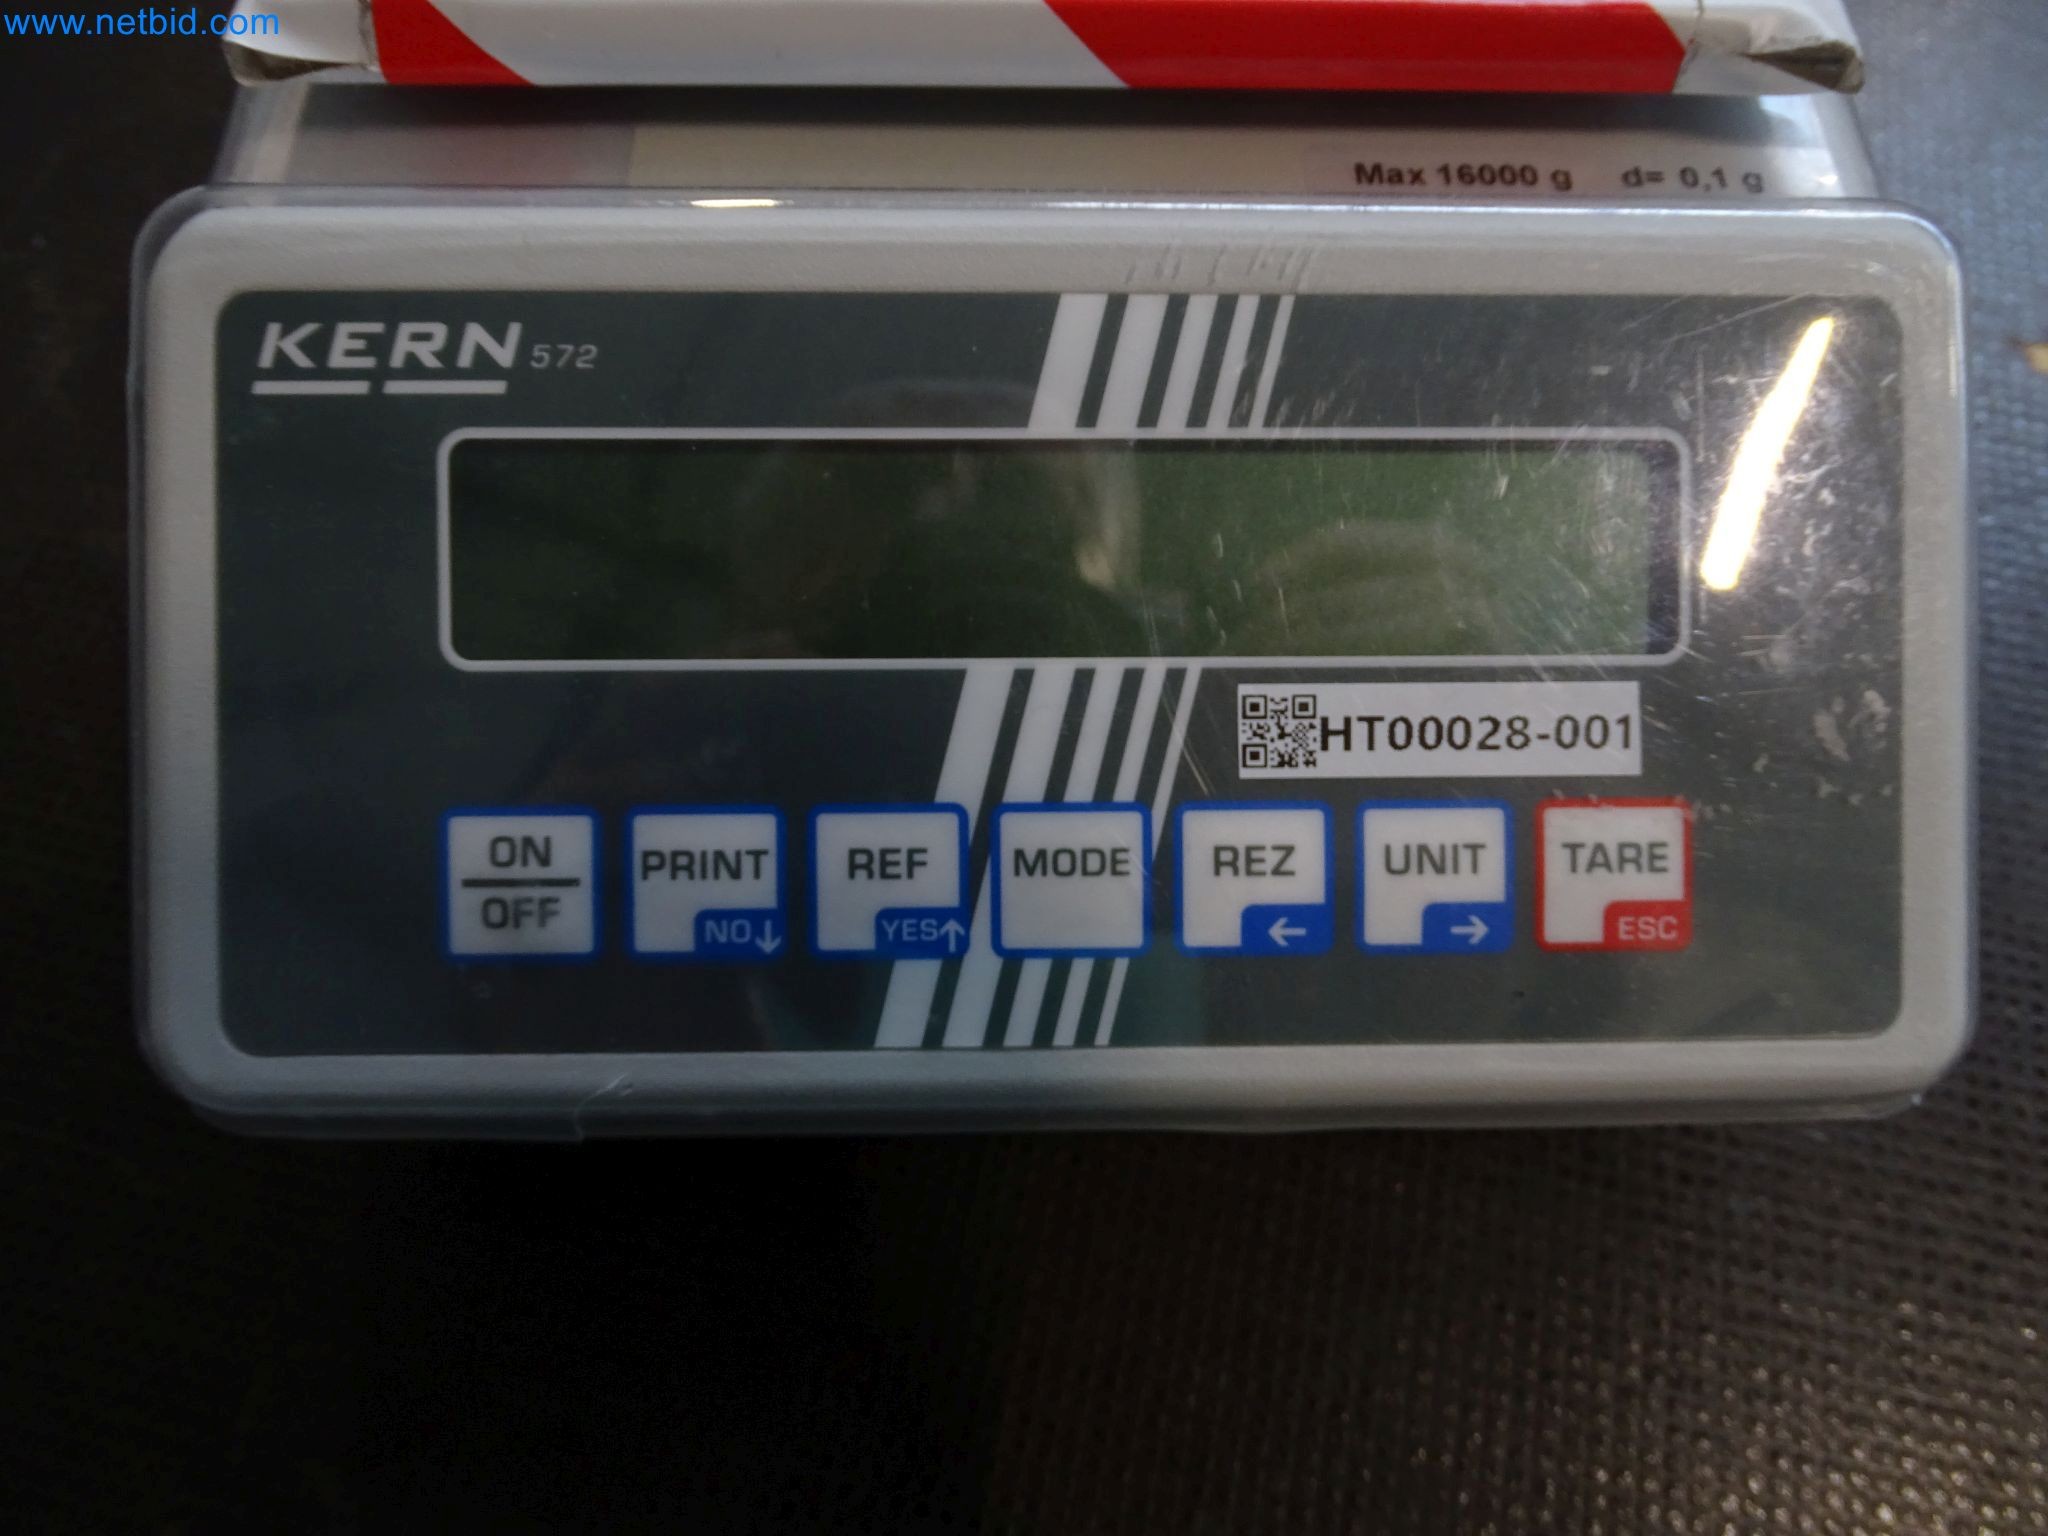 www.netbid.com
Max 16000 g d= 0,1 g
KERN 572
HT00028-001
ON
OFF
PRINT
NO↓
REF
YES↑
MODE
REZ
←
UNIT
→
TARE
ESC